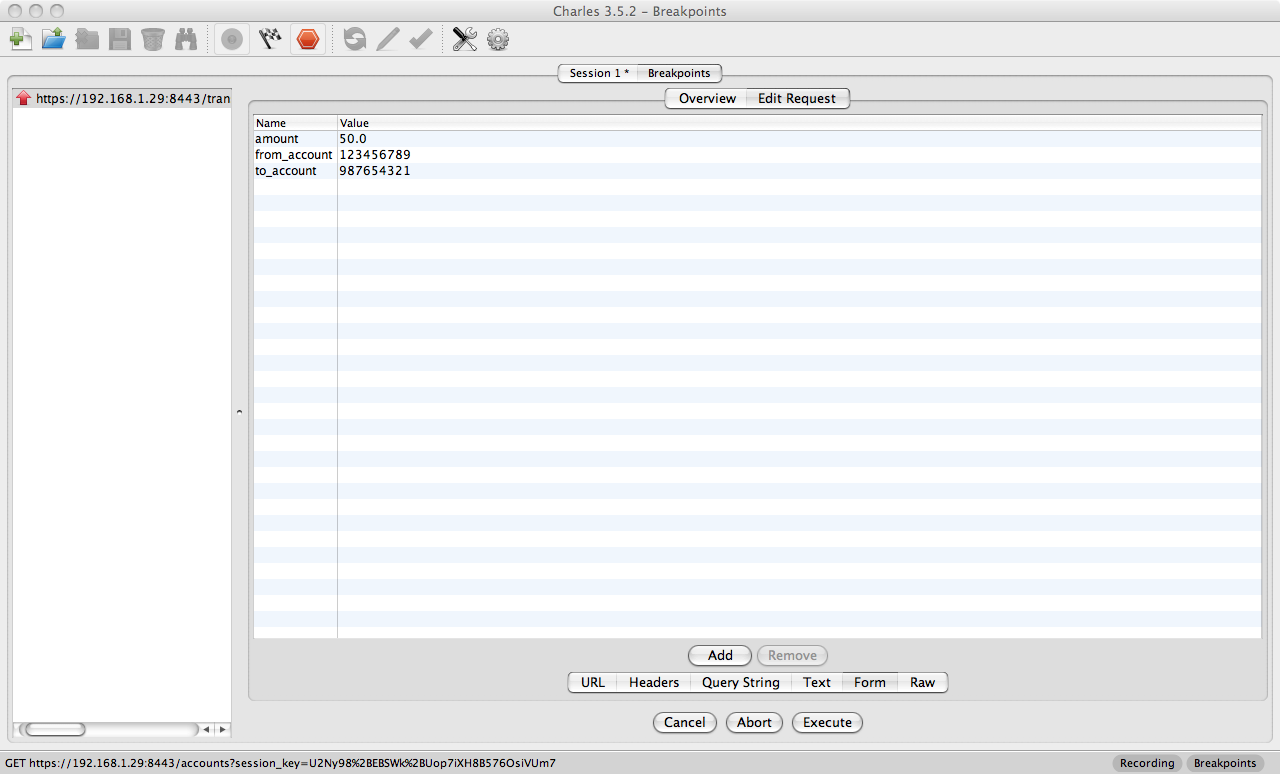 Charles 3.5.2 – Breakpoints
Session 1 * Breakpoints
https://192.168.1.29:8443/tran
Overview Edit Request
Name Value
amount 50.0
from_account 123456789
to_account 987654321
Add Remove
URL Headers Query String Text Form Raw
Cancel Abort Execute
GET https://192.168.1.29:8443/accounts?session_key=U2Ny98%2BEBSWk%2BUop7iXH8B576OsiVUm7 Recording Breakpoints